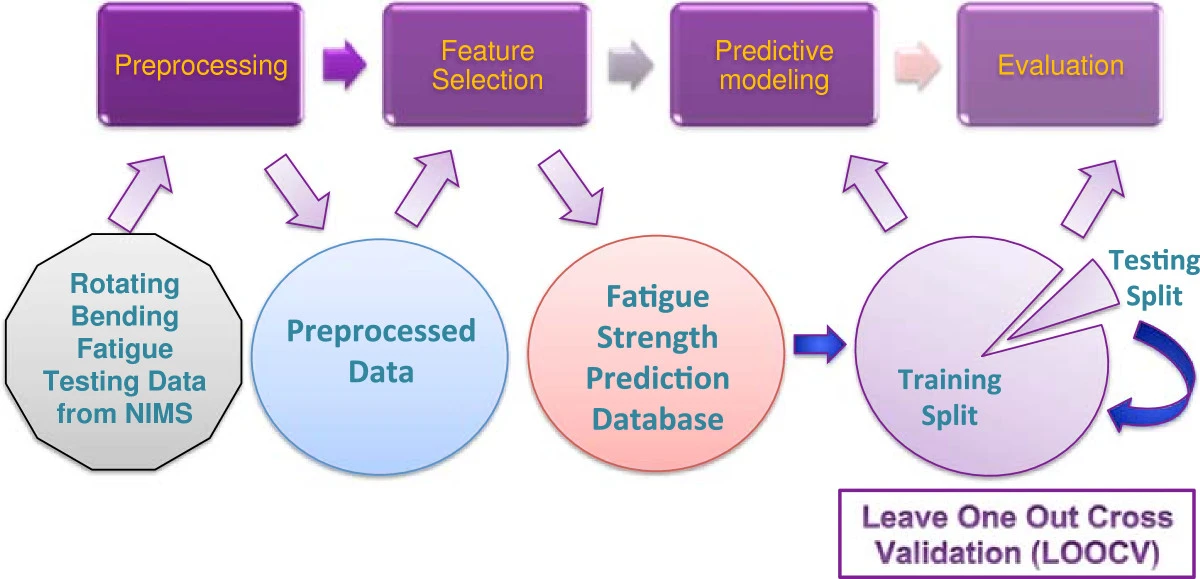 Preprocessing
Feature
Selection
Predictive
modeling
Evaluation
Rotating
Bending
Fatigue
Testing Data
from NIMS
Preprocessed
Data
Fatigue
Strength
Prediction
Database
Training
Split
Testing
Split
Leave One Out Cross
Validation (LOOCV)